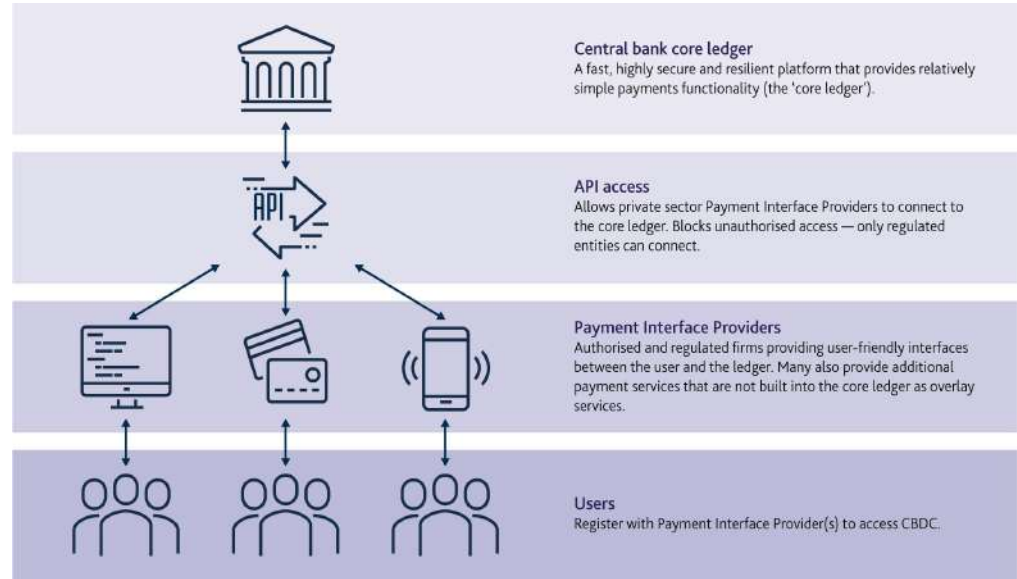 Central bank core ledger
A fast, highly secure and resilient platform that provides relatively
simple payments functionality (the ‘core ledger’).
API
API access
Allows private sector Payment Interface Providers to connect to
the core ledger. Blocks unauthorised access — only regulated
entities can connect.
Payment Interface Providers
Authorised and regulated firms providing user-friendly interfaces
between the user and the ledger. Many also provide additional
payment services that are not built into the core ledger as overlay
services.
Users
Register with Payment Interface Provider(s) to access CBDC.